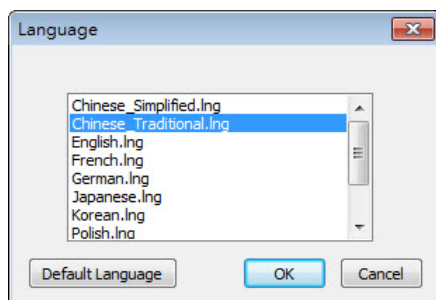 Language
Chinese_Simplified.lng
Chinese_Traditional.lng
English.lng
French.lng
German.lng
Japanese.lng
Korean.lng
Polish.lng
Default Language
OK
Cancel